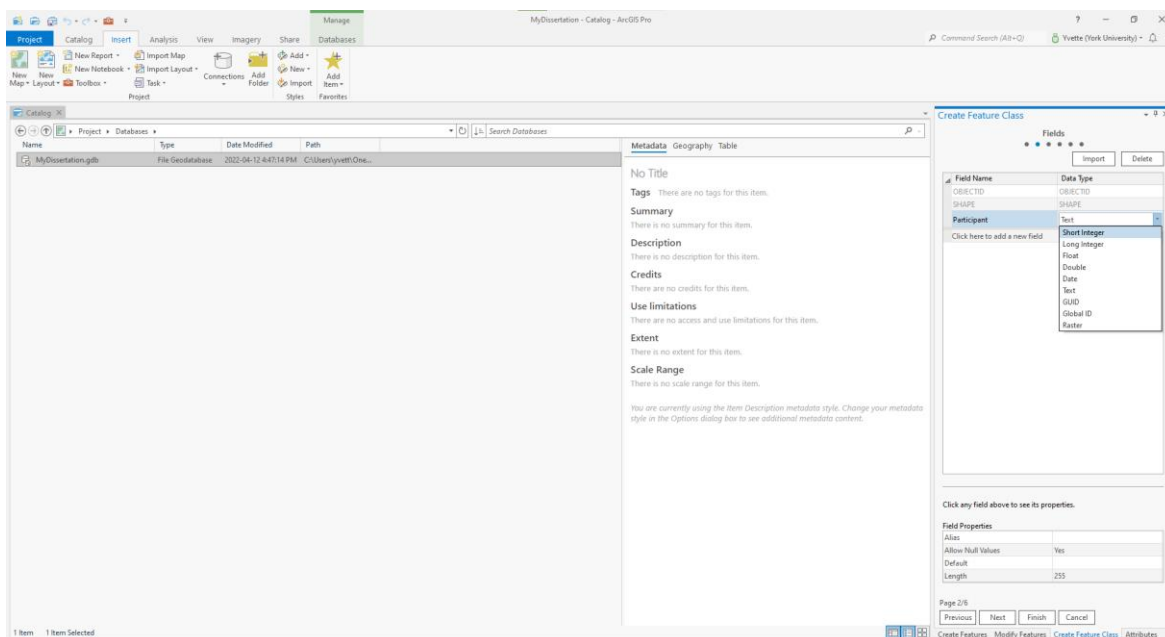 Manage
MyDissertation - Catalog - ArcGIS Pro
?
Project Catalog Insert Analysis View Imagery Share Databases
Command Search (Alt+Q)
Yvette (York University)
New Map
New Layout
New Report
New Notebook
Toolbox
Import Map
Import Layout
Task
Connections
Add Folder
Add
New
Import
Add Item
Project
Styles
Favorites
Catalog
Project Databases
Search Databases
Name Type Date Modified Path
MyDissertation.gdb File Geodatabase 2022-04-12 4:47:14 PM C:\Users\yvett\One...
Metadata Geography Table
No Title
Tags There are no tags for this item.
Summary
There is no summary for this item.
Description
There is no description for this item.
Credits
There are no credits for this item.
Use limitations
There are no access and use limitations for this item.
Extent
There is no extent for this item.
Scale Range
There is no scale range for this item.
You are currently using the Item Description metadata style. Change your metadata
style in the Options dialog box to see additional metadata content.
Create Feature Class
Fields
Import Delete
Field Name Data Type
OBJECTID OBJECTID
SHAPE SHAPE
Participant Text
Click here to add a new field
Short Integer
Long Integer
Float
Double
Date
Text
GUID
Global ID
Raster
Click any field above to see its properties.
Field Properties
Alias
Allow Null Values Yes
Default
Length 255
Page 2/6
Previous Next Finish Cancel
1 Item 1 Item Selected
Create Features Modify Features Create Feature Class Attributes